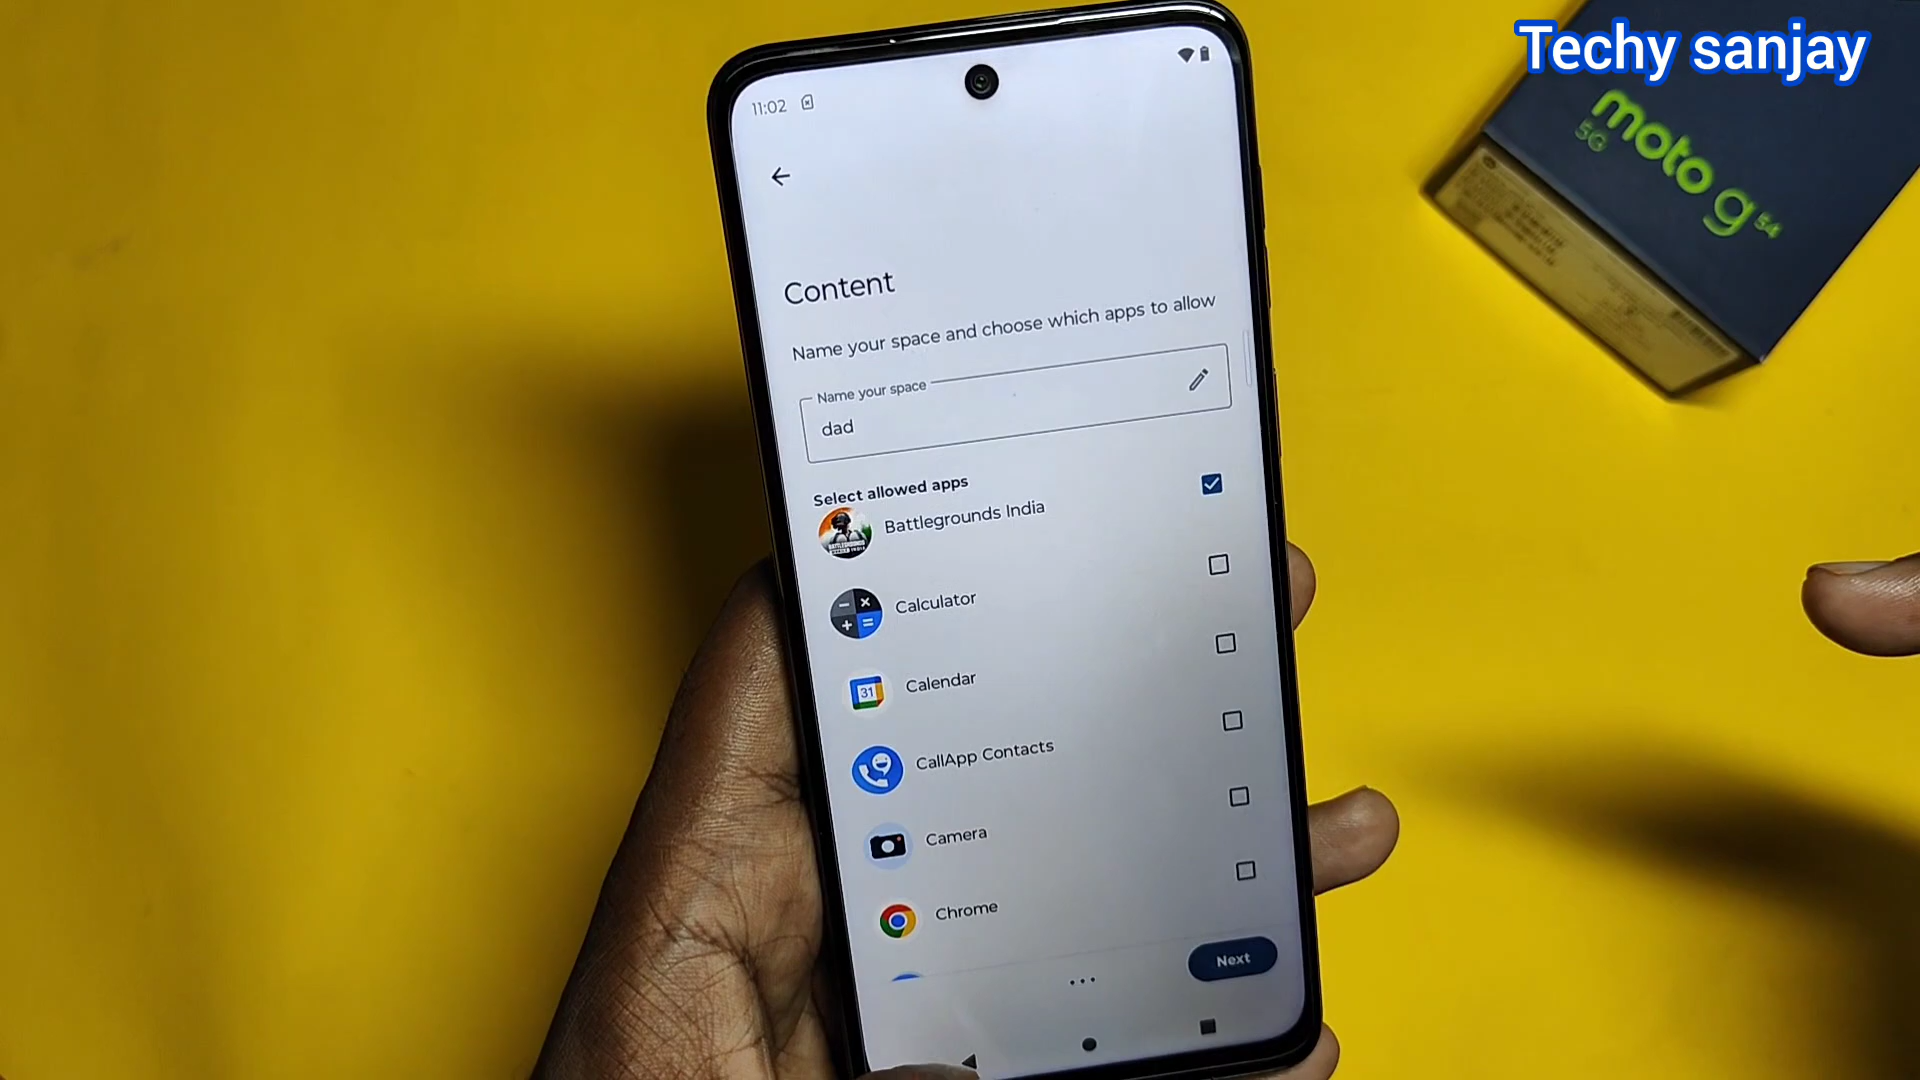 Techy sanjay
moto g54
5G
11:02
Content
Name your space and choose which apps to allow
Name your space
dad
Select allowed apps
Battlegrounds India
Calculator
31
Calendar
CallApp Contacts
Camera
Chrome
Next